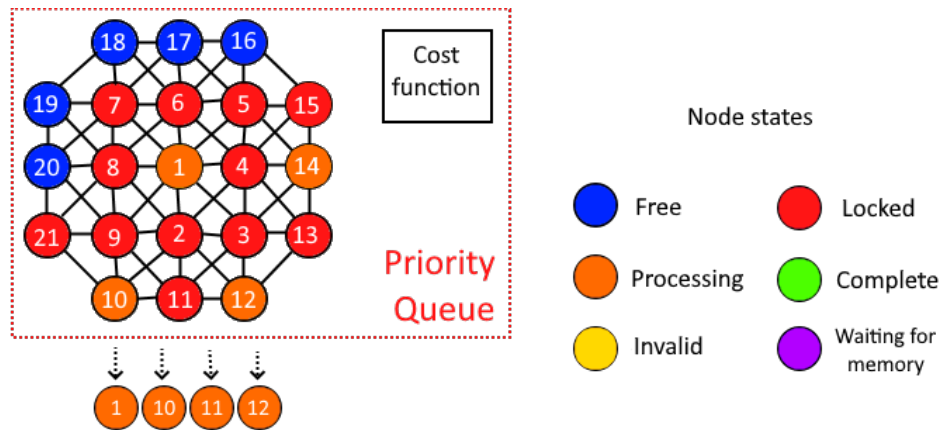 18 17 16
Cost
function
19 7 6 5 15
Node states
20 8 1 4 14
Free
Locked
21 9 2 3 13
Priority
Queue
Processing
Complete
10 11 12
Invalid
Waiting for
memory
1 10 11 12